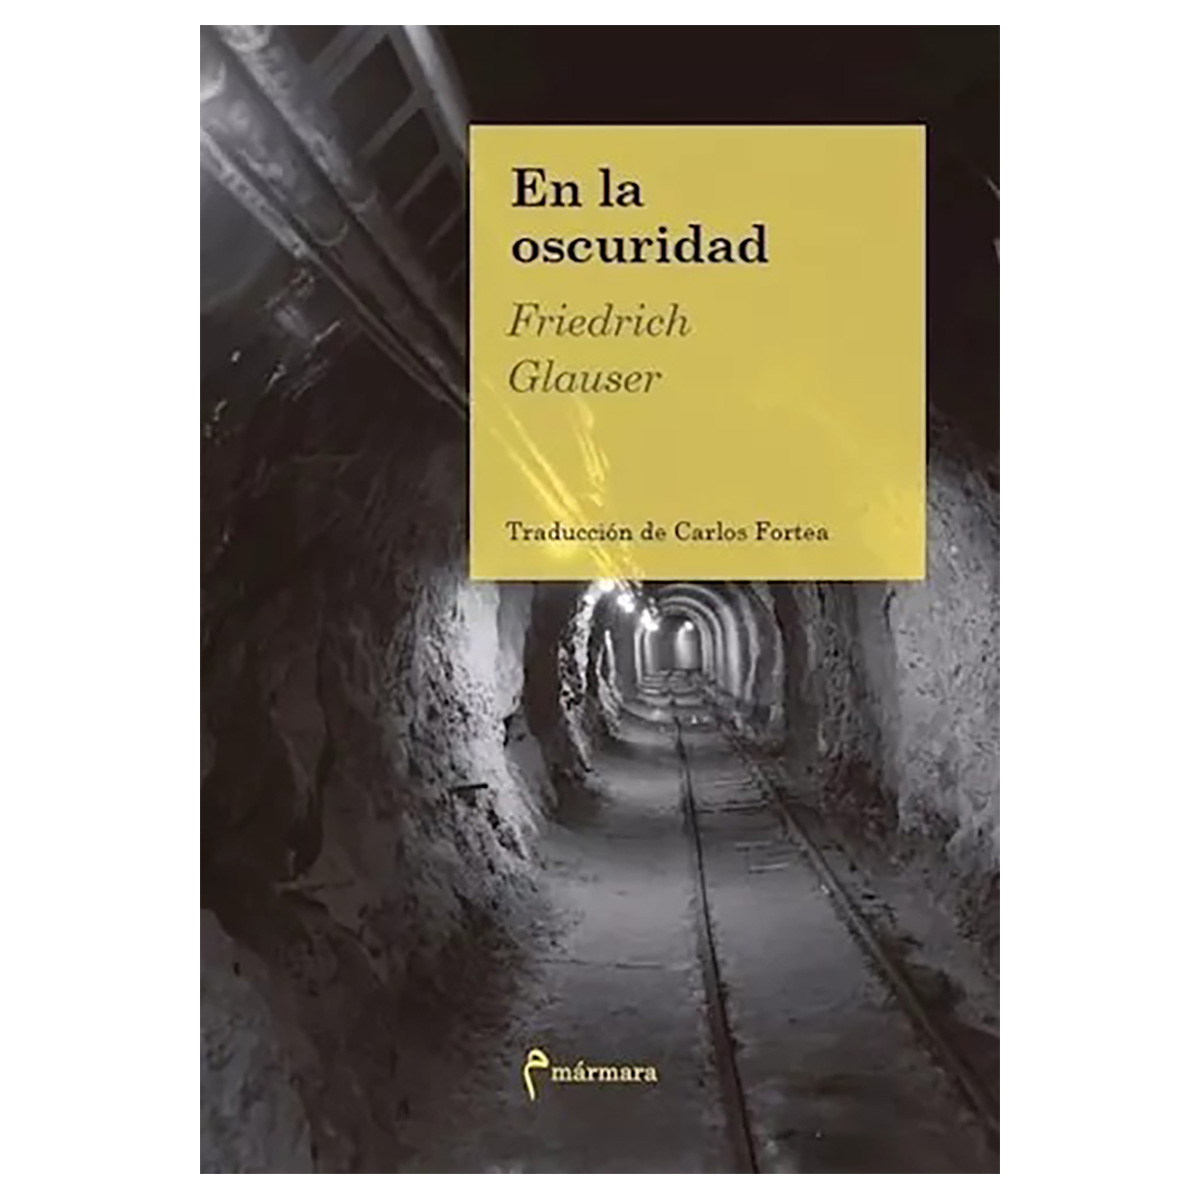 En la
oscuridad
Friedrich
Glauser
Traducción de Carlos Fortea
mármara